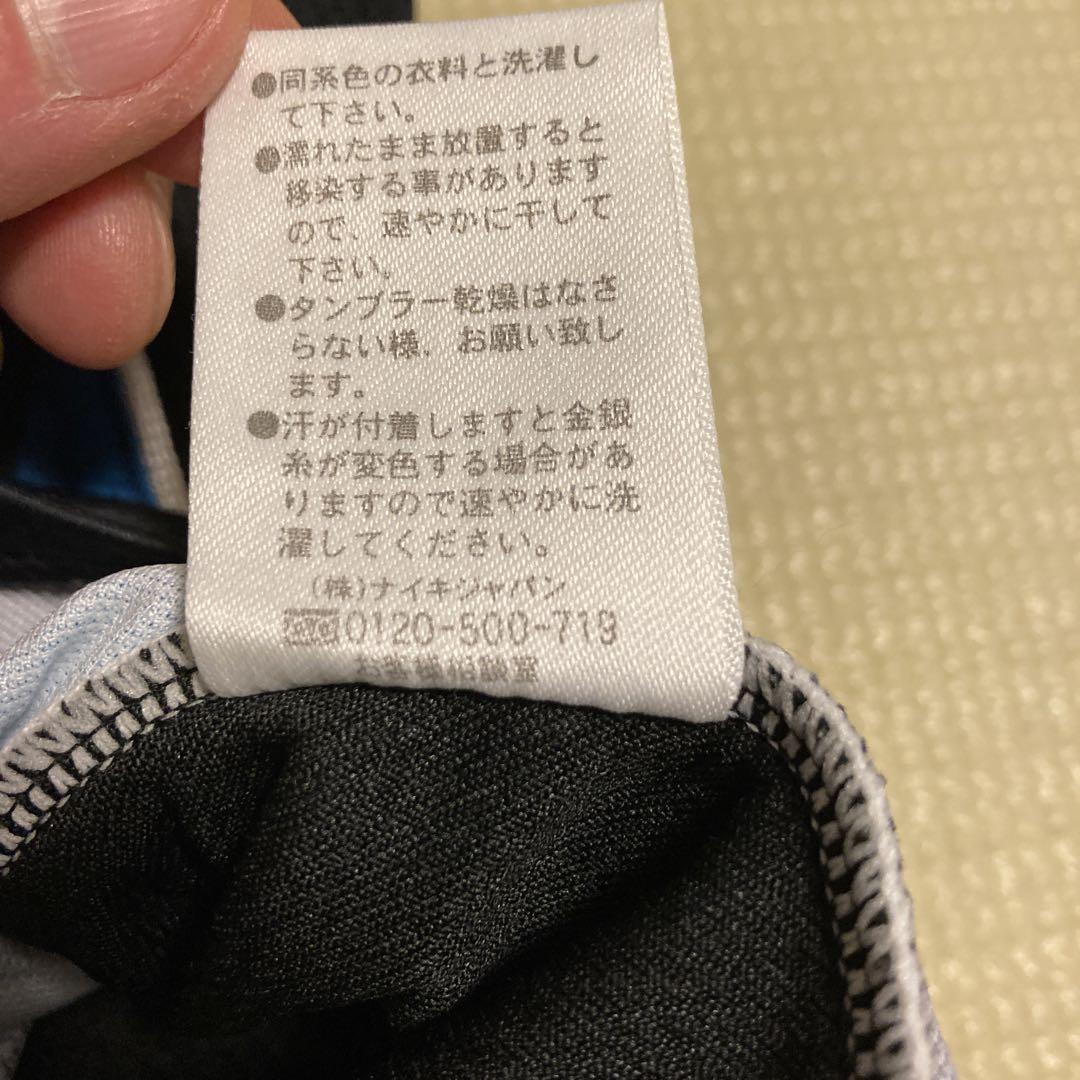 ●同系色の衣料と洗濯し
て下さい。
●濡れたまま放置すると
移染する事があります
ので、速やかに干して
下さい。
●タンブラー乾燥はなさ
らない様、お願い致し
ます。
●汗が付着しますと金銀
糸が変色する場合があ
りますので速やかに洗
濯してください。
(株)ナイキジャパン
0120-500-719
お客様相談室